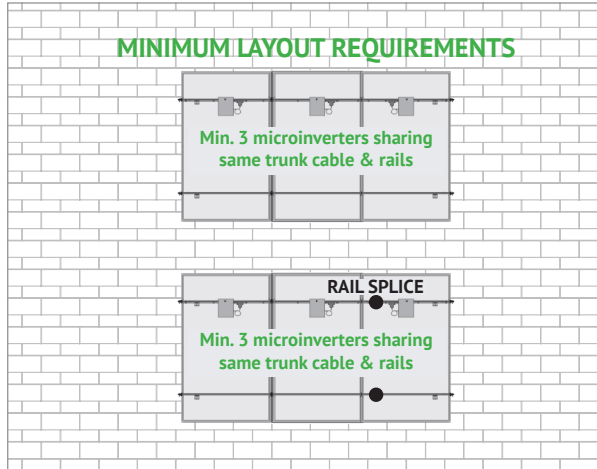 MINIMUM LAYOUT REQUIREMENTS
Min. 3 microinverters sharing
same trunk cable & rails
RAIL SPLICE
Min. 3 microinverters sharing
same trunk cable & rails